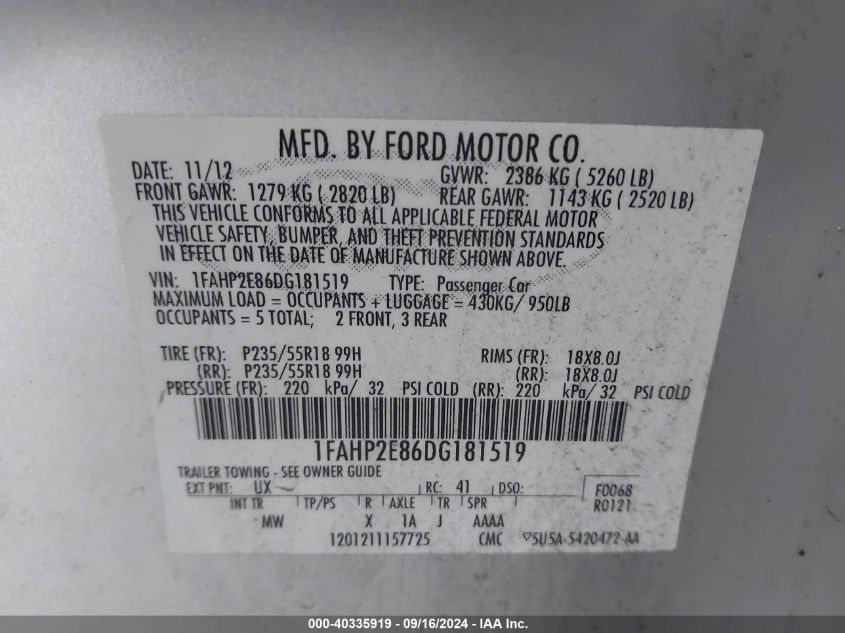 MFD. BY FORD MOTOR CO.
DATE: 11/12 GVWR: 2386 KG ( 5260 LB)
FRONT GAWR: 1279 KG ( 2820 LB) REAR GAWR: 1143 KG ( 2520 LB)
THIS VEHICLE CONFORMS TO ALL APPLICABLE FEDERAL MOTOR
VEHICLE SAFETY, BUMPER, AND THEFT PREVENTION STANDARDS
IN EFFECT ON THE DATE OF MANUFACTURE SHOWN ABOVE.
VIN: 1FAHP2E86DG181519 TYPE: Passenger Car
MAXIMUM LOAD = OCCUPANTS + LUGGAGE = 430KG/ 950LB
OCCUPANTS = 5 TOTAL; 2 FRONT, 3 REAR
TIRE (FR): P235/55R18 99H RIMS (FR): 18X8.0J
(RR): P235/55R18 99H (RR): 18X8.0J
PRESSURE (FR): 220 kPa/ 32 PSI COLD (RR): 220 kPa/ 32 PSI COLD
1FAHP2E86DG181519
TRAILER TOWING - SEE OWNER GUIDE
EXT PNT: UX RC: 41 DSO: F0068
INT TR TP/PS R AXLE TR SPR R0121
MW X 1A J AAAA
1201211157725 CMC ▽5USA-5420472-AA
000-40335919 - 09/16/2024 - IAA Inc.